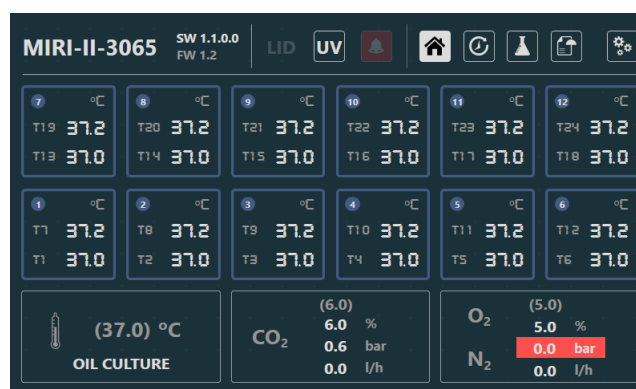 MIRI-II-3065 SW 1.1.0.0 LID UV
FW 1.2
7 °C 8 °C 9 °C 10 °C 11 °C 12 °C
T19 37.2 T20 37.2 T21 37.2 T22 37.2 T23 37.2 T24 37.2
T13 37.0 T14 37.0 T15 37.0 T16 37.0 T17 37.0 T18 37.0
1 °C 2 °C 3 °C 4 °C 5 °C 6 °C
T7 37.2 T8 37.2 T9 37.2 T10 37.2 T11 37.2 T12 37.2
T1 37.0 T2 37.0 T3 37.0 T4 37.0 T5 37.0 T6 37.0
(37.0) °C
OIL CULTURE
CO₂
(6.0)
6.0 %
0.6 bar
0.0 l/h
O₂
(5.0)
5.0 %
N₂
0.0 bar
0.0 l/h